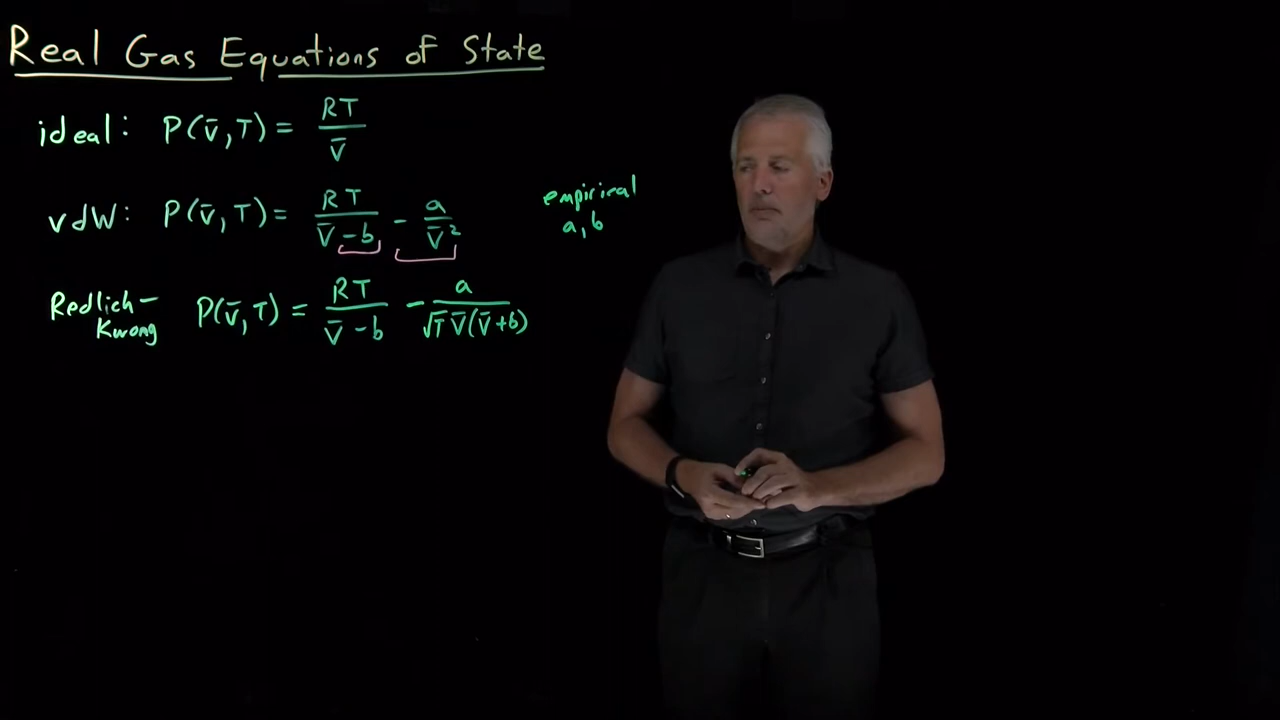 Real Gas Equations of State
ideal: P(v̄,T) = RT / v̄
vdW: P(v̄,T) = RT / (v̄ - b) - a / v̄²
empirical
a, b
Redlich-
Kwong
P(v̄,T) = RT / (v̄ - b) - a / (√T v̄(v̄ + b))